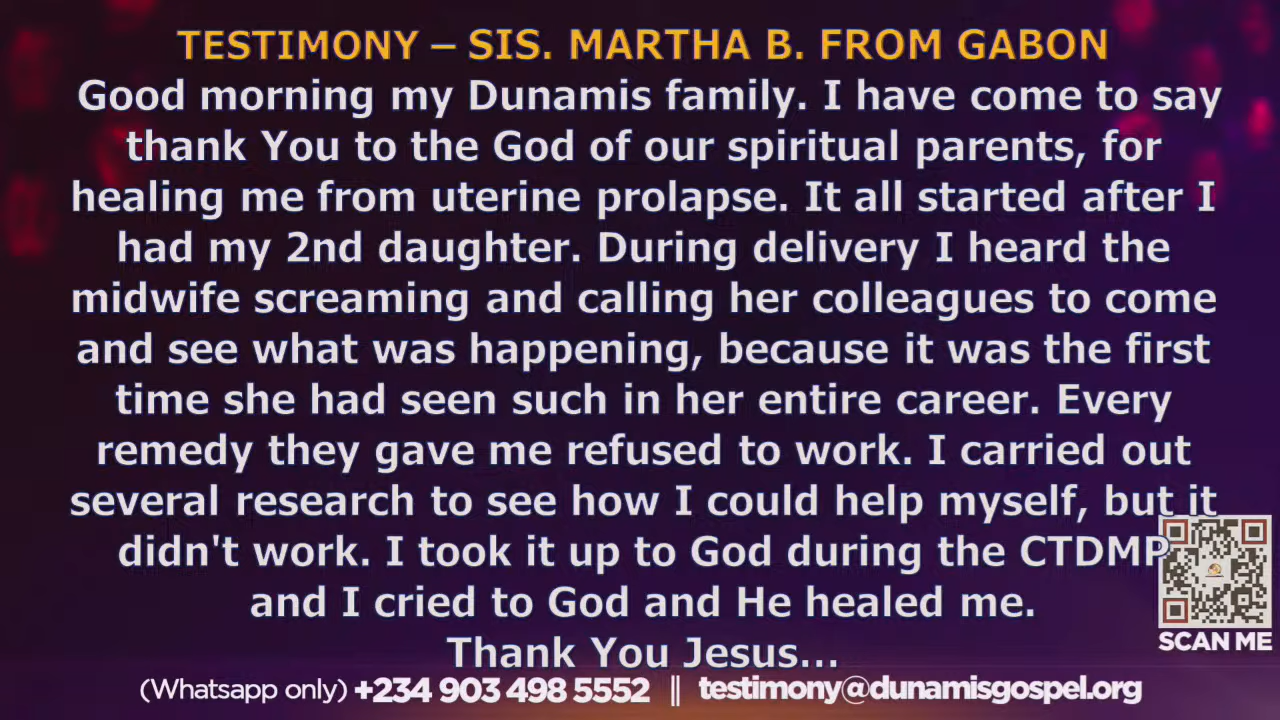 TESTIMONY – SIS. MARTHA B. FROM GABON
Good morning my Dunamis family. I have come to say
thank You to the God of our spiritual parents, for
healing me from uterine prolapse. It all started after I
had my 2nd daughter. During delivery I heard the
midwife screaming and calling her colleagues to come
and see what was happening, because it was the first
time she had seen such in her entire career. Every
remedy they gave me refused to work. I carried out
several research to see how I could help myself, but it
didn't work. I took it up to God during the CTDMP
and I cried to God and He healed me.
Thank You Jesus...
SCAN ME
(Whatsapp only) +234 903 498 5552 || testimony@dunamisgospel.org